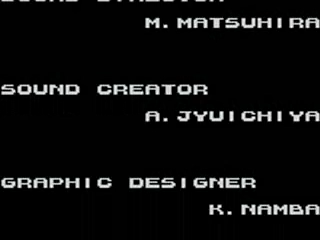 M.MATSUHIRA
SOUND CREATOR
A.JYUICHIYA
GRAPHIC DESIGNER
K.NAMBA